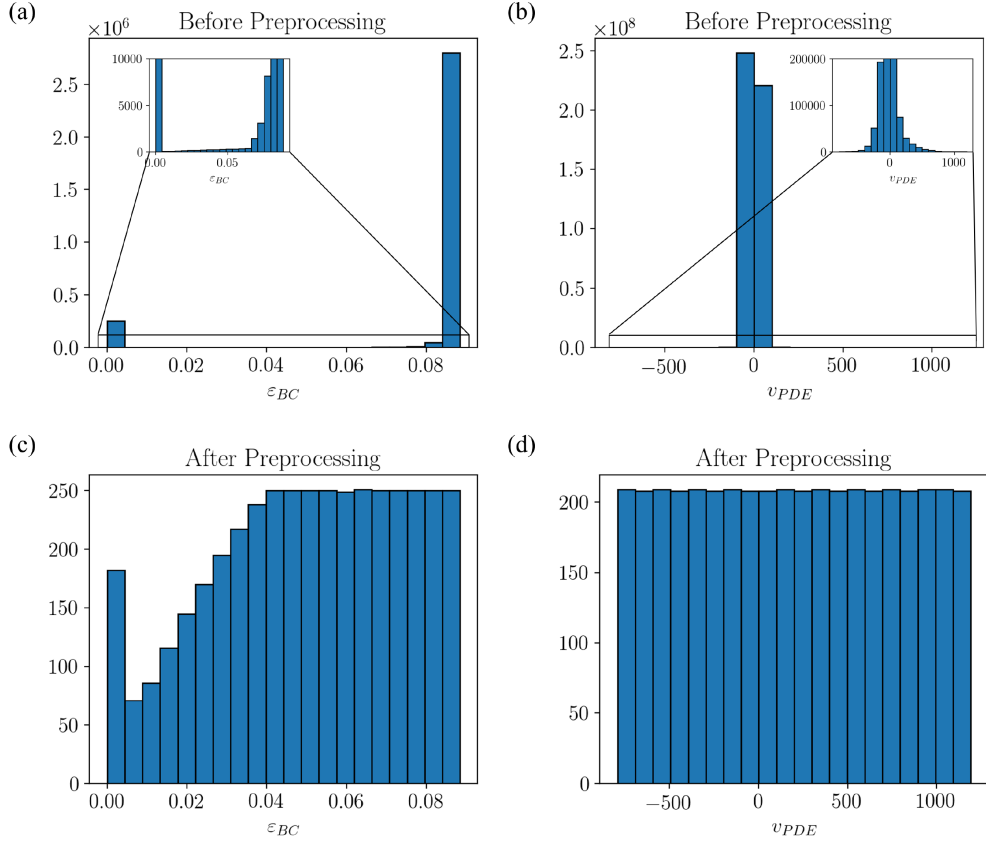 (a)
Before Preprocessing
×10⁶
2.5
2.0
1.5
1.0
0.5
0.0
0.00 0.02 0.04 0.06 0.08
ε_BC
10000
5000
0
0.00 0.05
ε_BC
(b)
Before Preprocessing
×10⁸
2.5
2.0
1.5
1.0
0.5
0.0
−500 0 500 1000
v_PDE
200000
100000
0
0 1000
v_PDE
(c)
After Preprocessing
250
200
150
100
50
0
0.00 0.02 0.04 0.06 0.08
ε_BC
(d)
After Preprocessing
200
150
100
50
0
−500 0 500 1000
v_PDE